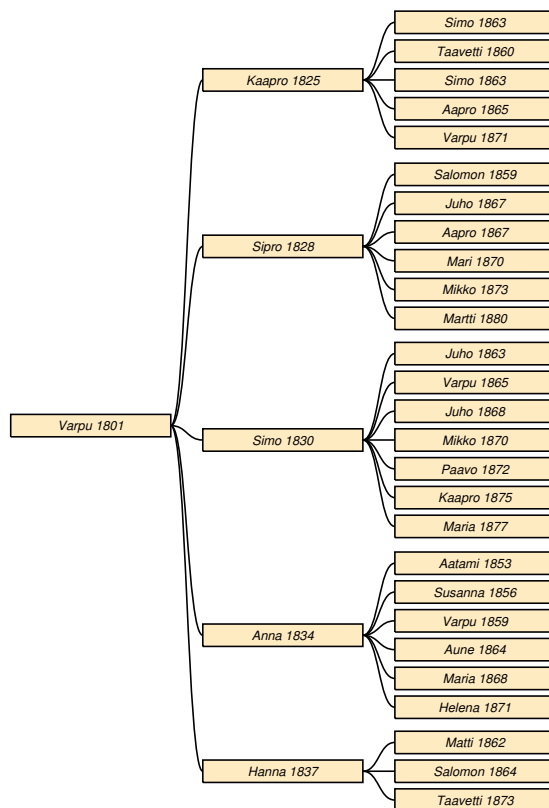 Varpu 1801
Kaapro 1825
Simo 1863
Taavetti 1860
Simo 1863
Aapro 1865
Varpu 1871
Sipro 1828
Salomon 1859
Juho 1867
Aapro 1867
Mari 1870
Mikko 1873
Martti 1880
Simo 1830
Juho 1863
Varpu 1865
Juho 1868
Mikko 1870
Paavo 1872
Kaapro 1875
Maria 1877
Anna 1834
Aatami 1853
Susanna 1856
Varpu 1859
Aune 1864
Maria 1868
Helena 1871
Hanna 1837
Matti 1862
Salomon 1864
Taavetti 1873